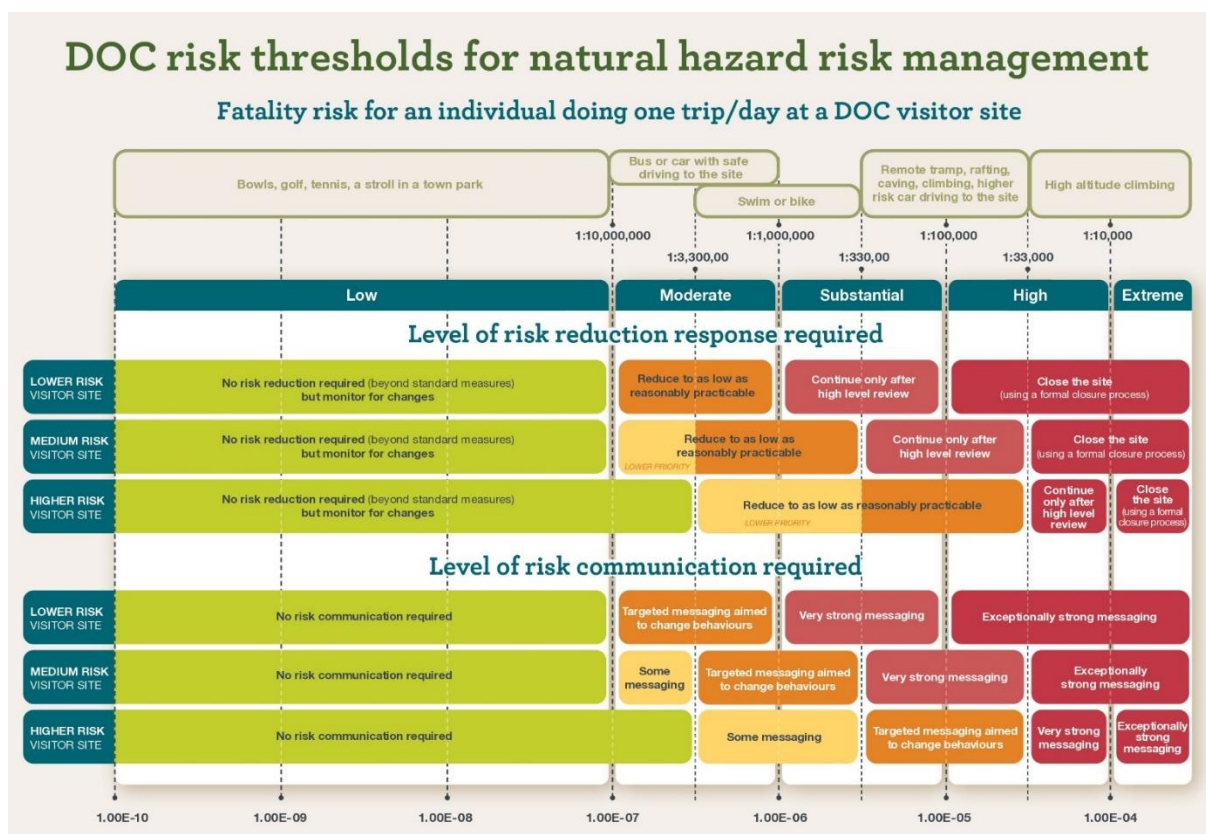 DOC risk thresholds for natural hazard risk management
Fatality risk for an individual doing one trip/day at a DOC visitor site
Bowls, golf, tennis, a stroll in a town park
Bus or car with safe
driving to the site
Swim or bike
Remote tramp, rafting,
caving, climbing, higher
risk car driving to the site
High altitude climbing
1:10,000,000
1:1,000,000
1:100,000
1:10,000
1:3,300,00
1:330,00
1:33,000
Low
Moderate
Substantial
High
Extreme
Level of risk reduction response required
LOWER RISK
VISITOR SITE
No risk reduction required (beyond standard measures)
but monitor for changes
Reduce to as low as
reasonably practicable
Continue only after
high level review
Close the site
(using a formal closure process)
MEDIUM RISK
VISITOR SITE
No risk reduction required (beyond standard measures)
but monitor for changes
Reduce to as low as
reasonably practicable
LOWER PRIORITY
Continue only after
high level review
Close the site
(using a formal closure process)
HIGHER RISK
VISITOR SITE
No risk reduction required (beyond standard measures)
but monitor for changes
Reduce to as low as reasonably practicable
LOWER PRIORITY
Continue
only after
high level
review
Close
the site
(using a formal
closure process)
Level of risk communication required
LOWER RISK
VISITOR SITE
No risk communication required
Targeted messaging aimed
to change behaviours
Very strong messaging
Exceptionally strong messaging
MEDIUM RISK
VISITOR SITE
No risk communication required
Some
messaging
Targeted messaging aimed
to change behaviours
Very strong messaging
Exceptionally
strong messaging
HIGHER RISK
VISITOR SITE
No risk communication required
Some messaging
Targeted messaging aimed
to change behaviours
Very strong
messaging
Exceptionally
strong
messaging
1.00E-10
1.00E-09
1.00E-08
1.00E-07
1.00E-06
1.00E-05
1.00E-04